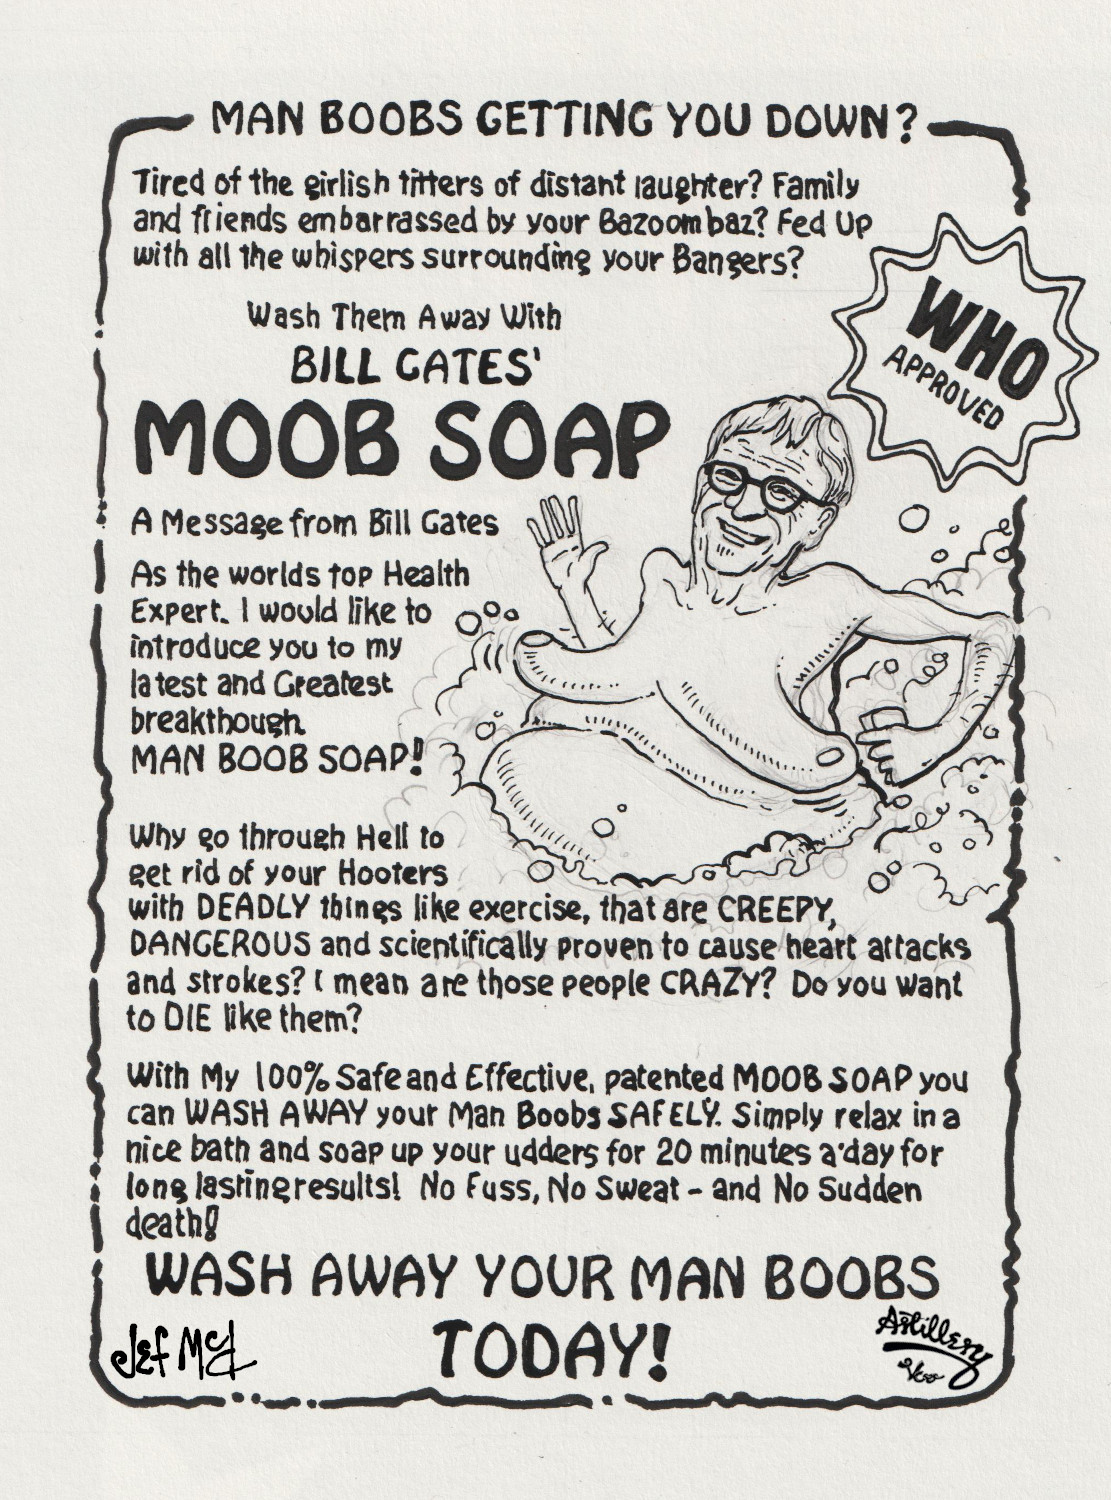 MAN BOOBS GETTING YOU DOWN?
Tired of the girlish titters of distant laughter? Family
and friends embarrassed by your Bazoombaz? Fed Up
with all the whispers surrounding your Bangers?
WHO
APPROVED
Wash Them Away With
BILL GATES'
MOOB SOAP
A Message from Bill Gates
As the worlds top Health
Expert. I would like to
introduce you to my
latest and Greatest
breakthough.
MAN BOOB SOAP!
Why go through Hell to
get rid of your Hooters
with DEADLY things like exercise, that are CREEPY,
DANGEROUS and scientifically proven to cause heart attacks
and strokes? I mean are those people CRAZY? Do you want
to DIE like them?
With My 100% Safe and Effective, patented MOOB SOAP you
can WASH AWAY your Man Boobs SAFELY. Simply relax in a
nice bath and soap up your udders for 20 minutes a day for
long lasting results! No Fuss, No Sweat - and No Sudden
death!
WASH AWAY YOUR MAN BOOBS
TODAY!
Jef McD
Artillery